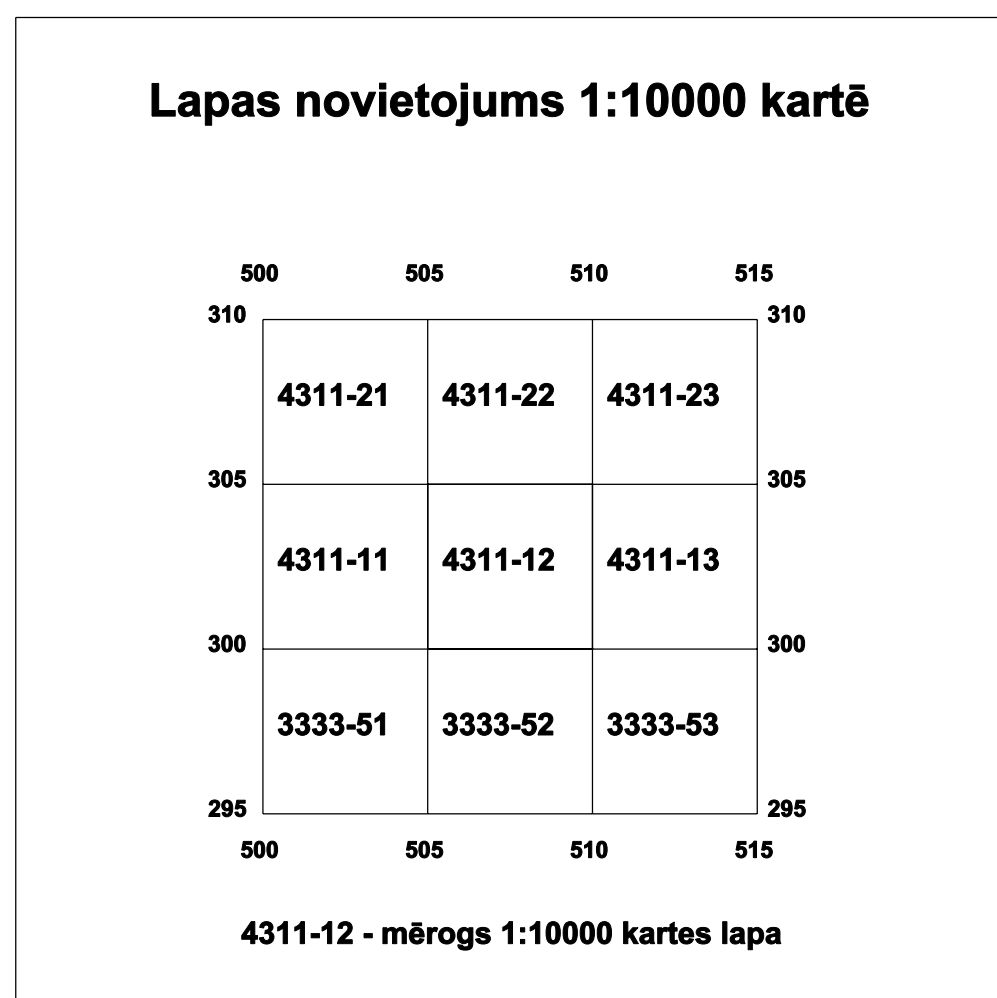 Lapas novietojums 1:10000 kartē
500 505 510 515
310 310
4311-21 4311-22 4311-23
305 305
4311-11 4311-12 4311-13
300 300
3333-51 3333-52 3333-53
295 295
500 505 510 515
4311-12 - mērogs 1:10000 kartes lapa